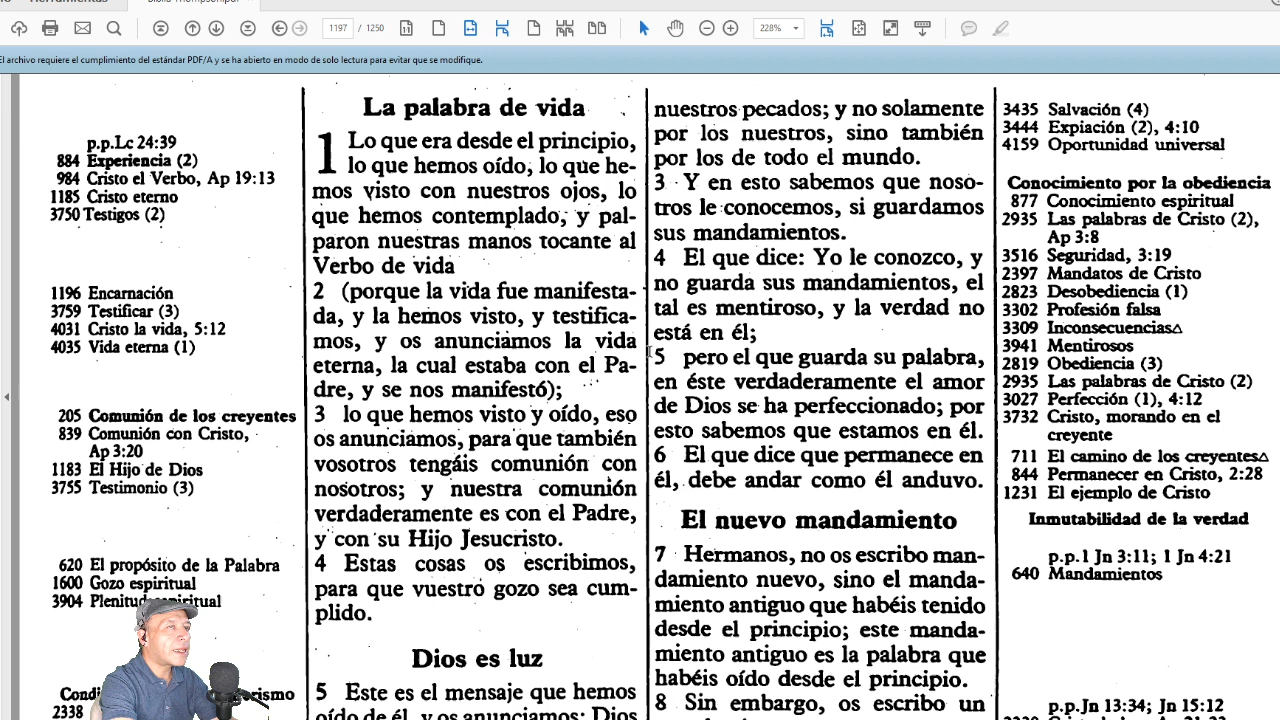 Herramientas
1197 / 1250
228%
El archivo requiere el cumplimiento del estándar PDF/A y se ha abierto en modo de solo lectura para evitar que se modifique.
p.p.Lc 24:39
884 Experiencia (2)
984 Cristo el Verbo, Ap 19:13
1185 Cristo eterno
3750 Testigos (2)
1196 Encarnación
3759 Testificar (3)
4031 Cristo la vida, 5:12
4035 Vida eterna (1)
205 Comunión de los creyentes
839 Comunión con Cristo,
Ap 3:20
1183 El Hijo de Dios
3755 Testimonio (3)
620 El propósito de la Palabra
1600 Gozo espiritual
3904 Plenitud espiritual
2338
La palabra de vida
1 Lo que era desde el principio,
lo que hemos oído, lo que he-
mos visto con nuestros ojos, lo
que hemos contemplado, y pal-
paron nuestras manos tocante al
Verbo de vida
2 (porque la vida fue manifesta-
da, y la hemos visto, y testifica-
mos, y os anunciamos la vida
eterna, la cual estaba con el Pa-
dre, y se nos manifestó);
3 lo que hemos visto y oído, eso
os anunciamos, para que también
vosotros tengáis comunión con
nosotros; y nuestra comunión
verdaderamente es con el Padre,
y con su Hijo Jesucristo.
4 Estas cosas os escribimos,
para que vuestro gozo sea cum-
plido.
Dios es luz
5 Este es el mensaje que hemos
oído de él, y os anunciamos: Dios
nuestros pecados; y no solamente
por los nuestros, sino también
por los de todo el mundo.
3 Y en esto sabemos que noso-
tros le conocemos, si guardamos
sus mandamientos.
4 El que dice: Yo le conozco, y
no guarda sus mandamientos, el
tal es mentiroso, y la verdad no
está en él;
5 pero el que guarda su palabra,
en éste verdaderamente el amor
de Dios se ha perfeccionado; por
esto sabemos que estamos en él.
6 El que dice que permanece en
él, debe andar como él anduvo.
El nuevo mandamiento
7 Hermanos, no os escribo man-
damiento nuevo, sino el manda-
miento antiguo que habéis tenido
desde el principio; este manda-
miento antiguo es la palabra que
habéis oído desde el principio.
8 Sin embargo, os escribo un
3435 Salvación (4)
3444 Expiación (2), 4:10
4159 Oportunidad universal
Conocimiento por la obediencia
877 Conocimiento espiritual
2935 Las palabras de Cristo (2),
Ap 3:8
3516 Seguridad, 3:19
2397 Mandatos de Cristo
2823 Desobediencia (1)
3302 Profesión falsa
3309 Inconsecuencias△
3941 Mentirosos
2819 Obediencia (3)
2935 Las palabras de Cristo (2)
3027 Perfección (1), 4:12
3732 Cristo, morando en el
creyente
711 El camino de los creyentes△
844 Permanecer en Cristo, 2:28
1231 El ejemplo de Cristo
Inmutabilidad de la verdad
p.p.1 Jn 3:11; 1 Jn 4:21
640 Mandamientos
p.p.Jn 13:34; Jn 15:12